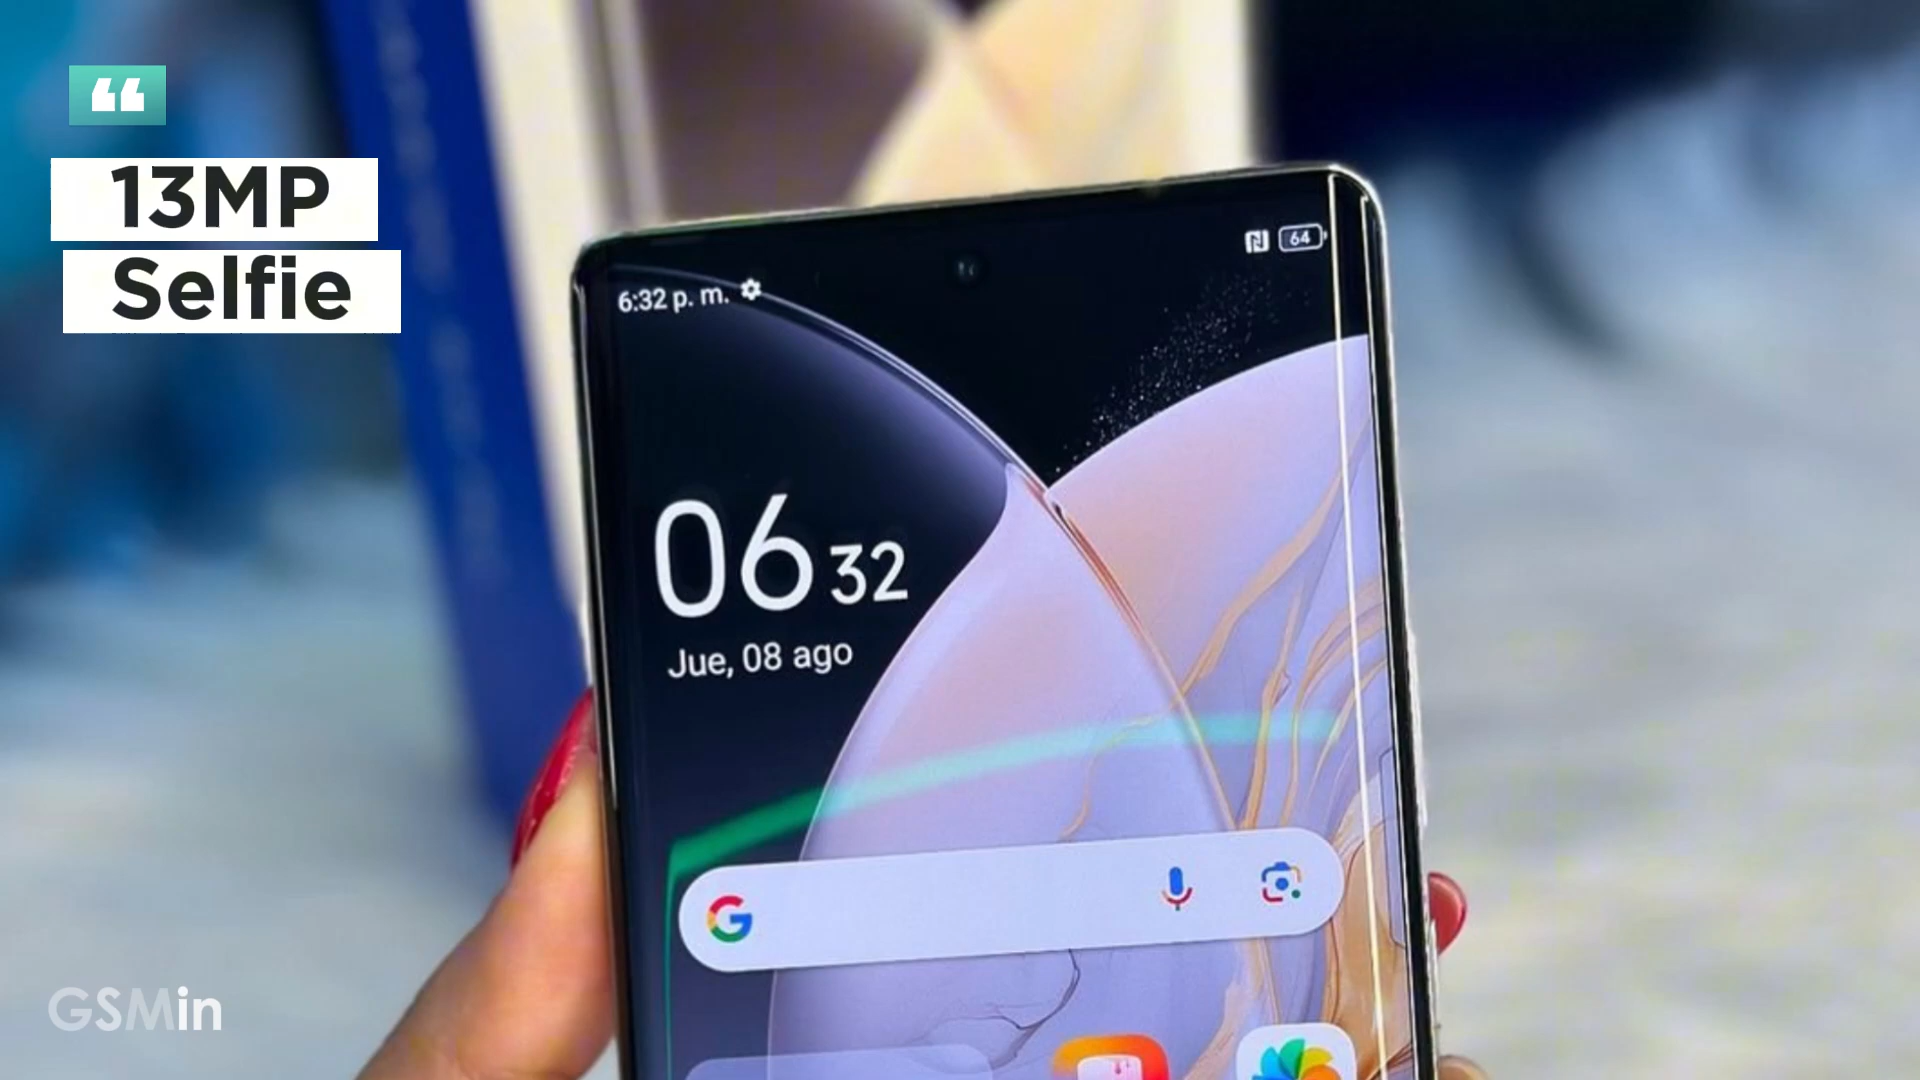 13MP
Selfie
64
6:32 p. m.
06 32
Jue, 08 ago
G
GSMin